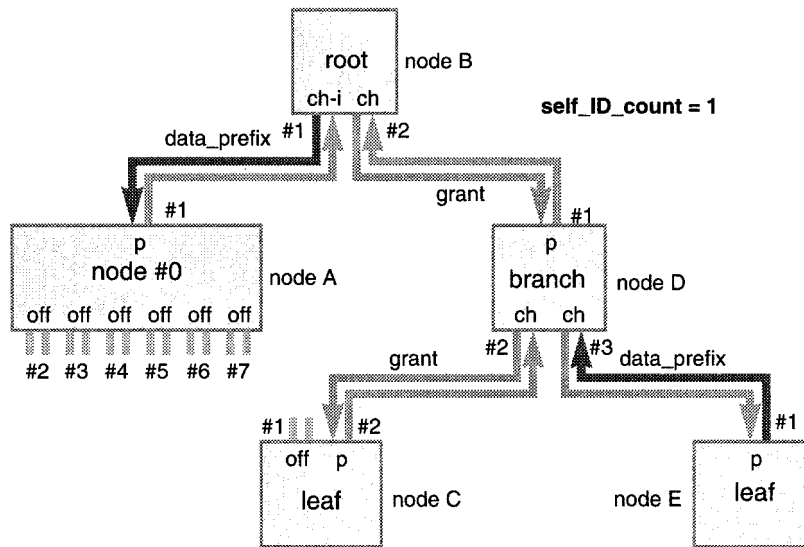 root
node B
ch-i ch
self_ID_count = 1
#1
#2
data_prefix
grant
#1
#1
p
node #0
node A
off off off off off off
#2 #3 #4 #5 #6 #7
p
branch
node D
ch ch
#2
#3
grant
data_prefix
#1
#2
#1
off p
leaf
node C
p
leaf
node E